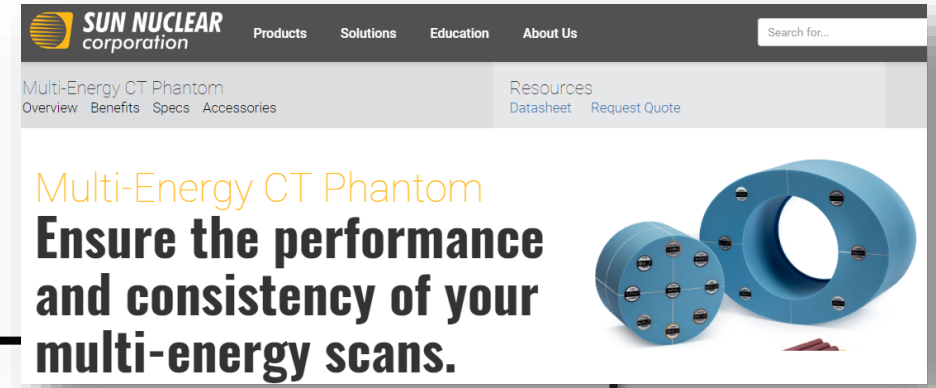 SUN NUCLEAR
corporation
Products Solutions Education About Us
Search for...
Multi-Energy CT Phantom
Overview Benefits Specs Accessories
Resources
Datasheet Request Quote
Multi-Energy CT Phantom
Ensure the performance
and consistency of your
multi-energy scans.